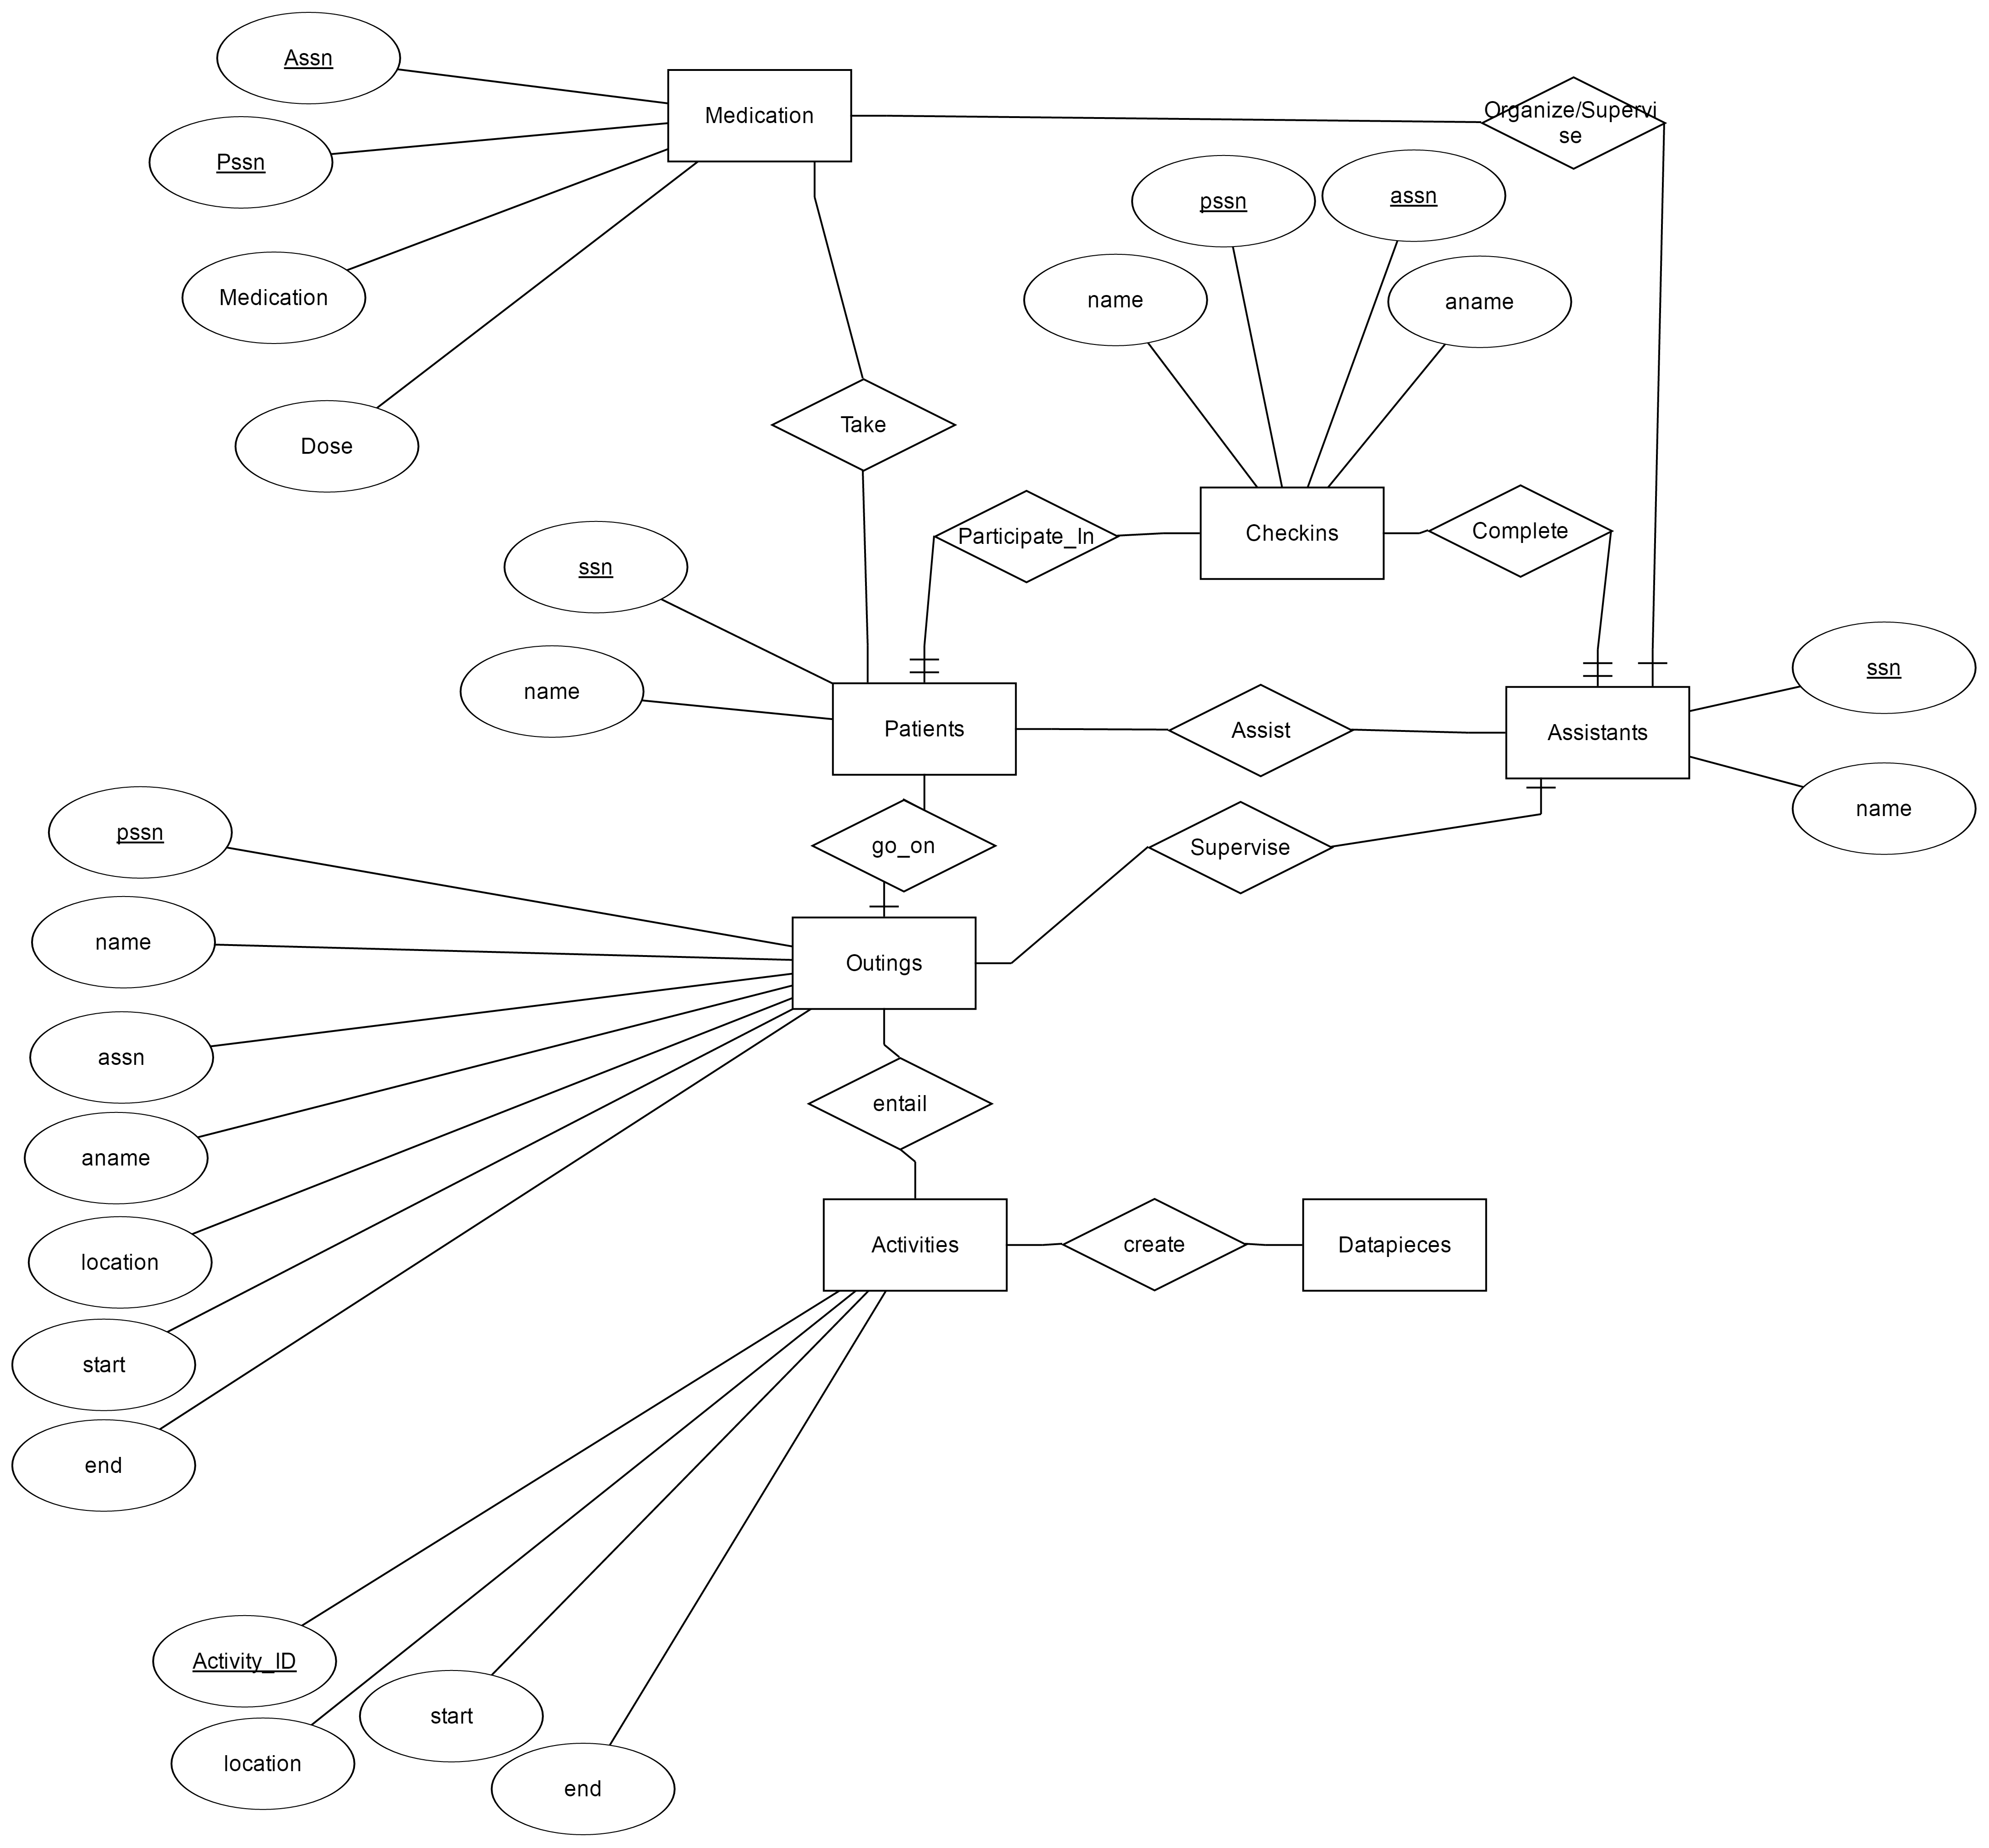 Assn
Medication
Organize/Supervi
se
Pssn
pssn
assn
Medication
name
aname
Dose
Take
Participate_In
Checkins
Complete
ssn
name
Patients
Assist
Assistants
ssn
name
pssn
go_on
Supervise
name
Outings
assn
entail
aname
location
Activities
create
Datapieces
start
end
Activity_ID
start
location
end